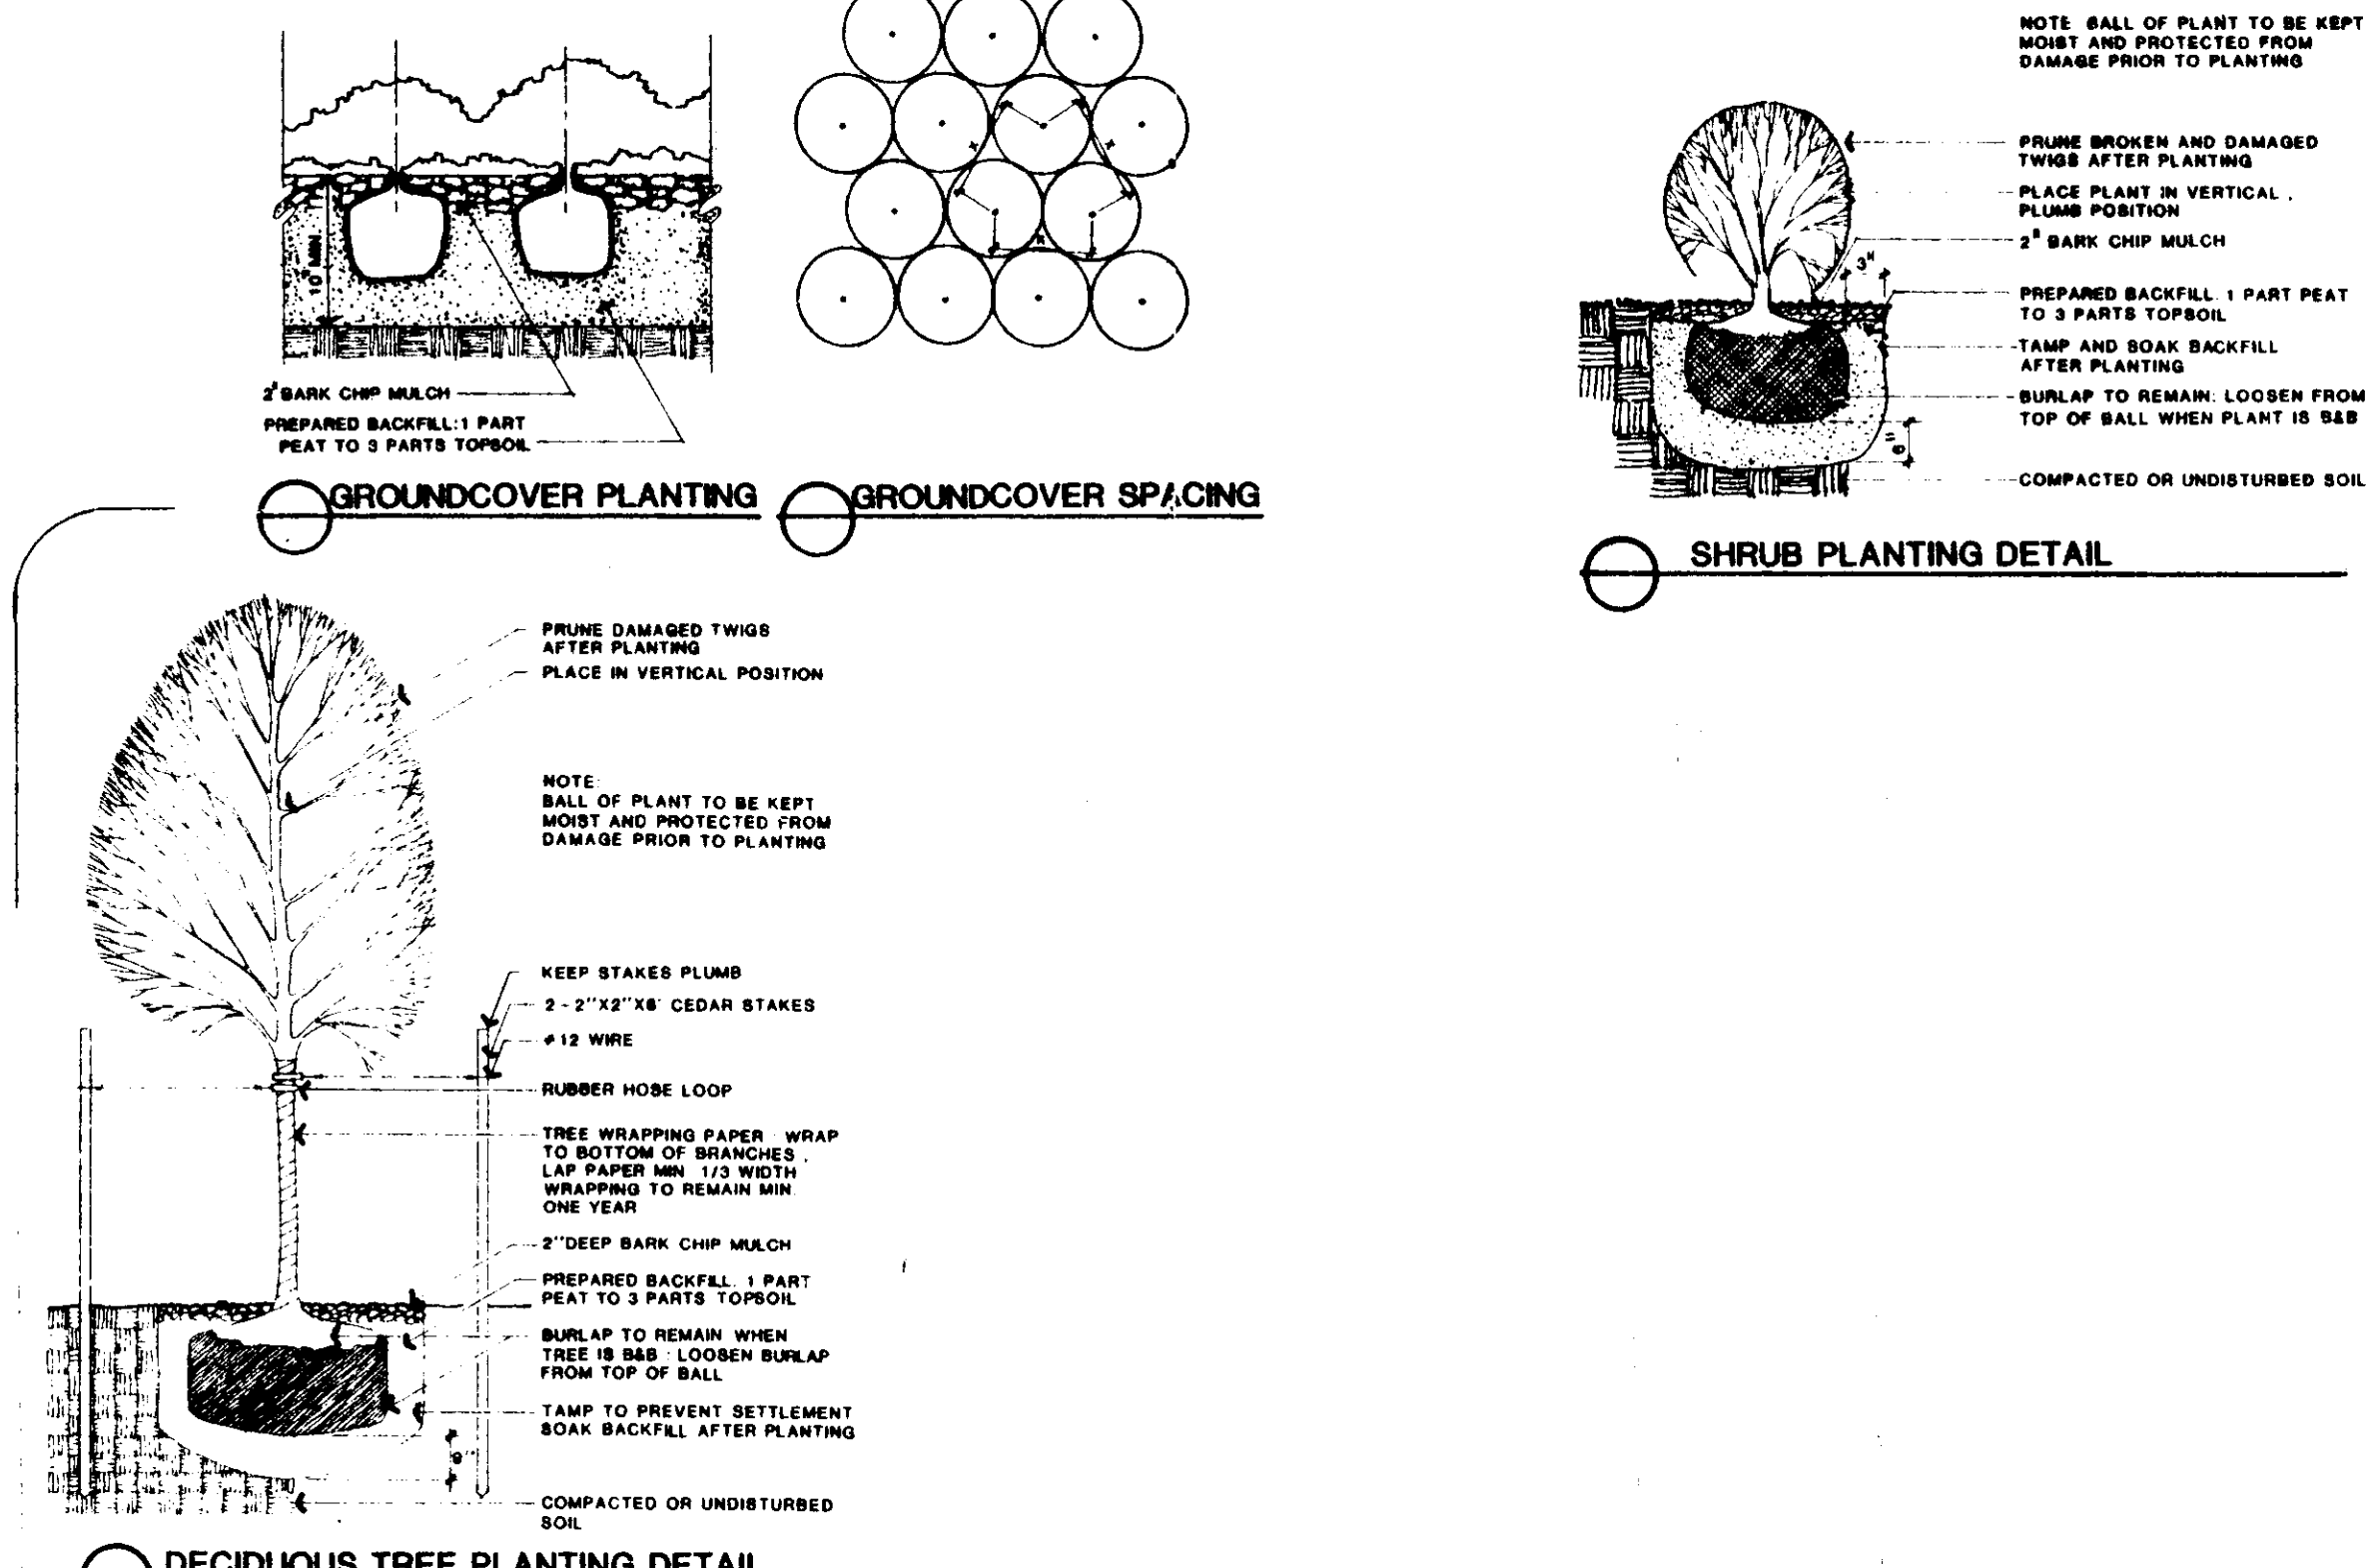 10" MIN
2" BARK CHIP MULCH
PREPARED BACKFILL: 1 PART
PEAT TO 3 PARTS TOPSOIL
GROUNDCOVER PLANTING
x
x
x
GROUNDCOVER SPACING
NOTE BALL OF PLANT TO BE KEPT
MOIST AND PROTECTED FROM
DAMAGE PRIOR TO PLANTING
PRUNE BROKEN AND DAMAGED
TWIGS AFTER PLANTING
PLACE PLANT IN VERTICAL
PLUMB POSITION
2" BARK CHIP MULCH
3"
PREPARED BACKFILL 1 PART PEAT
TO 3 PARTS TOPSOIL
TAMP AND SOAK BACKFILL
AFTER PLANTING
BURLAP TO REMAIN: LOOSEN FROM
TOP OF BALL WHEN PLANT IS B&B
6"
COMPACTED OR UNDISTURBED SOIL
SHRUB PLANTING DETAIL
PRUNE DAMAGED TWIGS
AFTER PLANTING
PLACE IN VERTICAL POSITION
NOTE:
BALL OF PLANT TO BE KEPT
MOIST AND PROTECTED FROM
DAMAGE PRIOR TO PLANTING
KEEP STAKES PLUMB
2 - 2"X2"X8' CEDAR STAKES
#12 WIRE
RUBBER HOSE LOOP
TREE WRAPPING PAPER : WRAP
TO BOTTOM OF BRANCHES
LAP PAPER MIN 1/3 WIDTH
WRAPPING TO REMAIN MIN.
ONE YEAR
2" DEEP BARK CHIP MULCH
PREPARED BACKFILL: 1 PART
PEAT TO 3 PARTS TOPSOIL
BURLAP TO REMAIN WHEN
TREE IS B&B : LOOSEN BURLAP
FROM TOP OF BALL
TAMP TO PREVENT SETTLEMENT
SOAK BACKFILL AFTER PLANTING
COMPACTED OR UNDISTURBED
SOIL
DECIDUOUS TREE PLANTING DETAIL